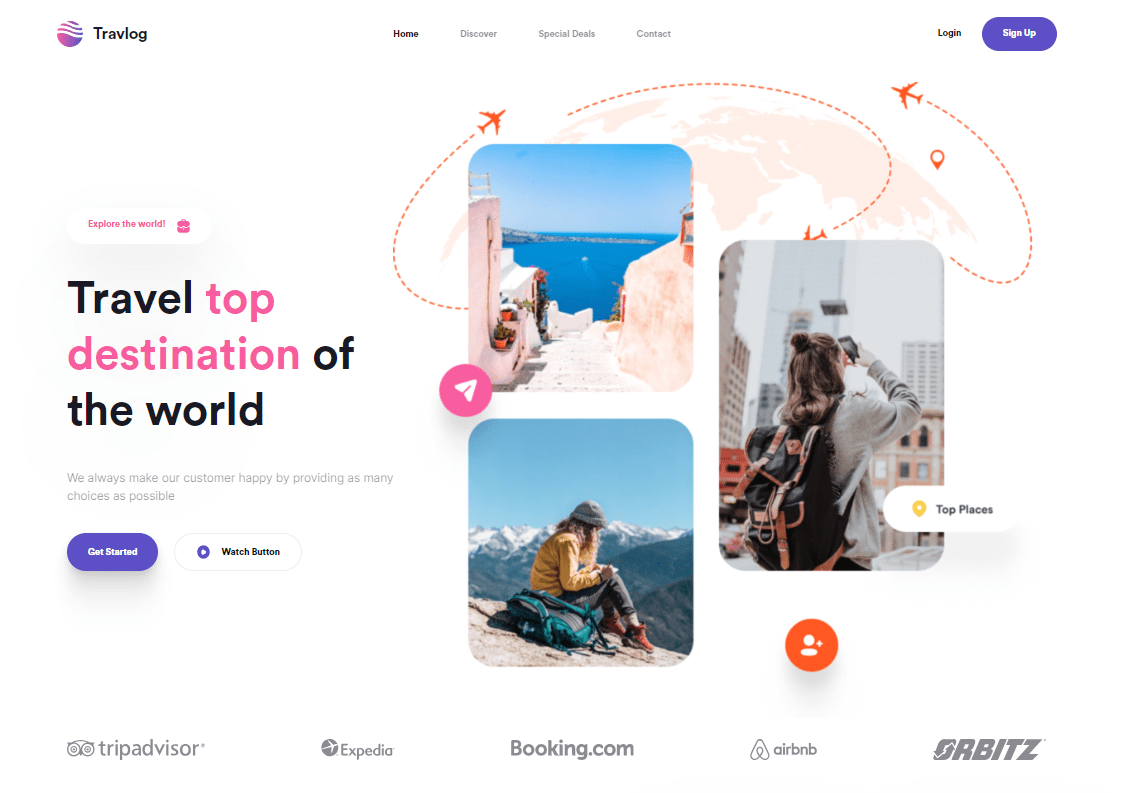 Travlog
Home
Discover
Special Deals
Contact
Login
Sign Up
Explore the world!
Travel top
destination of
the world
We always make our customer happy by providing as many
choices as possible
Get Started
Watch Button
Top Places
tripadvisor®
Expedia
Booking.com
airbnb
ORBITZ